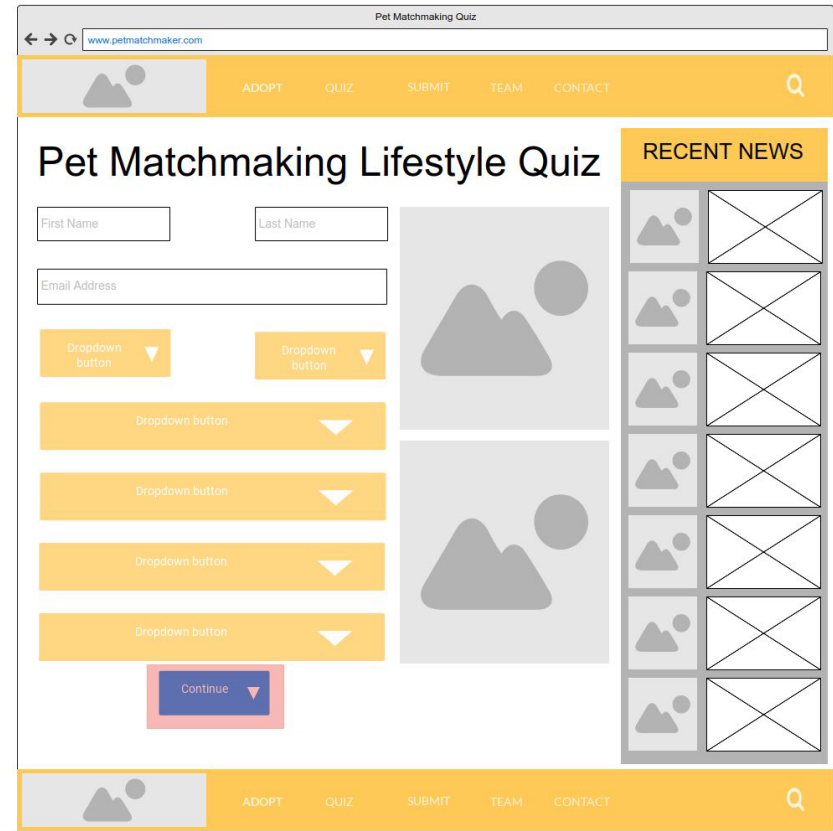 Pet Matchmaking Quiz
www.petmatchmaker.com
ADOPT QUIZ SUBMIT TEAM CONTACT
Pet Matchmaking Lifestyle Quiz
First Name Last Name
Email Address
Dropdown
button
Dropdown
button
Dropdown button
Dropdown button
Dropdown button
Dropdown button
Continue
RECENT NEWS
ADOPT QUIZ SUBMIT TEAM CONTACT